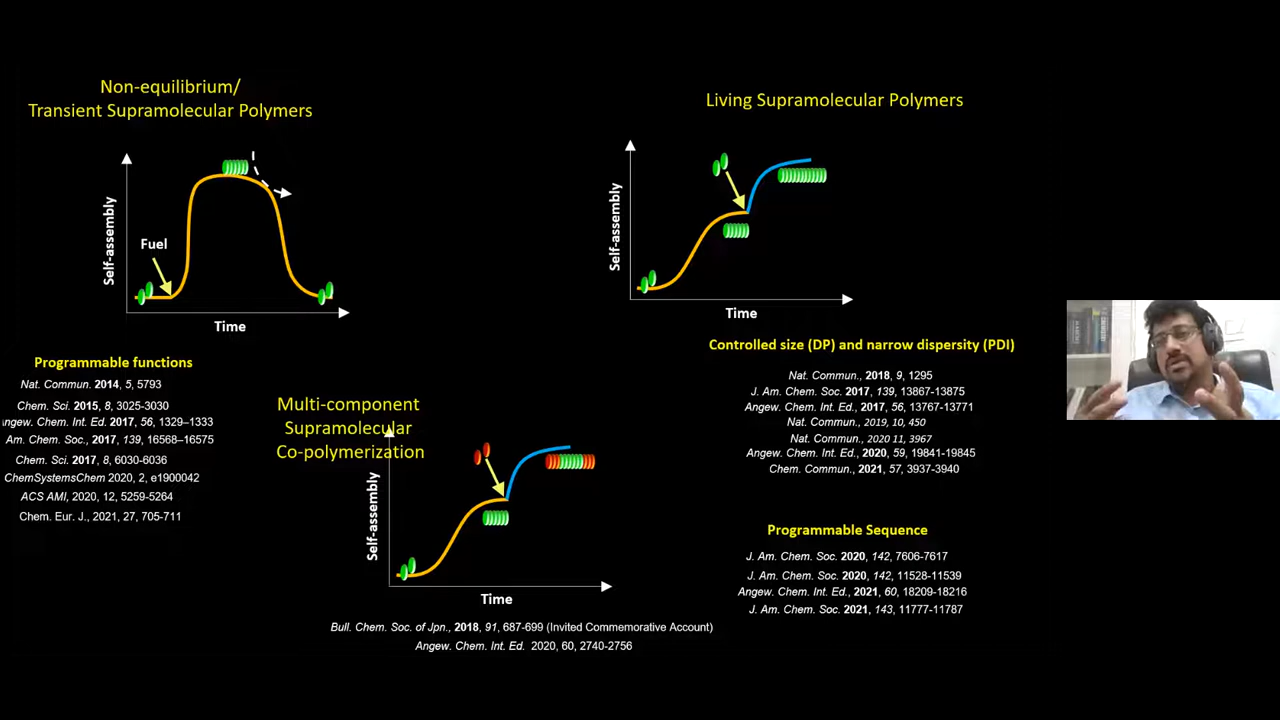 Non-equilibrium/
Transient Supramolecular Polymers
Self-assembly
Fuel
Time
Programmable functions
Nat. Commun. 2014, 5, 5793
Chem. Sci. 2015, 8, 3025-3030
Angew. Chem. Int. Ed. 2017, 56, 1329–1333
Am. Chem. Soc., 2017, 139, 16568–16575
Chem. Sci. 2017, 8, 6030-6036
ChemSystemsChem 2020, 2, e1900042
ACS AMI, 2020, 12, 5259-5264
Chem. Eur. J., 2021, 27, 705-711
Multi-component
Supramolecular
Co-polymerization
Self-assembly
Time
Bull. Chem. Soc. of Jpn., 2018, 91, 687-699 (Invited Commemorative Account)
Angew. Chem. Int. Ed. 2020, 60, 2740-2756
Living Supramolecular Polymers
Self-assembly
Time
Controlled size (DP) and narrow dispersity (PDI)
Nat. Commun., 2018, 9, 1295
J. Am. Chem. Soc. 2017, 139, 13867-13875
Angew. Chem. Int. Ed., 2017, 56, 13767-13771
Nat. Commun., 2019, 10, 450
Nat. Commun., 2020 11, 3967
Angew. Chem. Int. Ed., 2020, 59, 19841-19845
Chem. Commun., 2021, 57, 3937-3940
Programmable Sequence
J. Am. Chem. Soc. 2020, 142, 7606-7617
J. Am. Chem. Soc. 2020, 142, 11528-11539
Angew. Chem. Int. Ed., 2021, 60, 18209-18216
J. Am. Chem. Soc. 2021, 143, 11777-11787